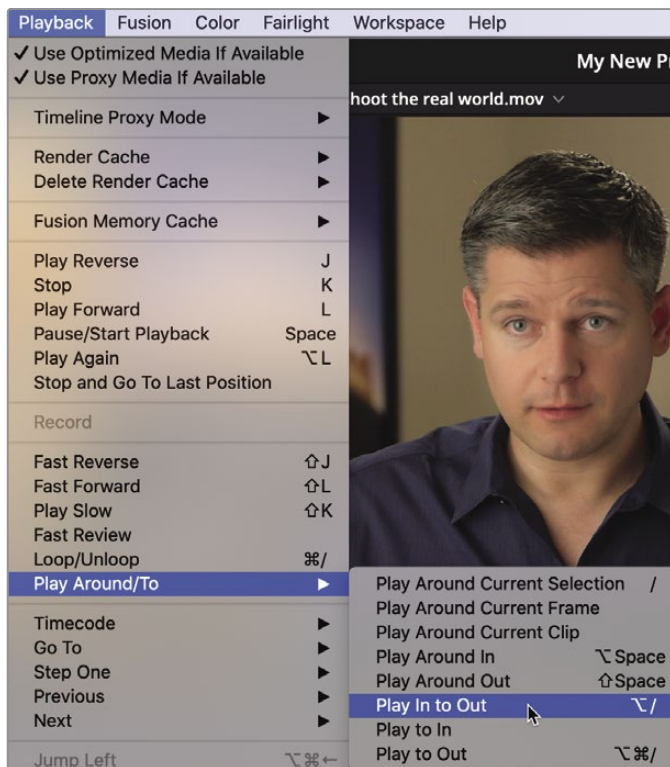 Playback Fusion Color Fairlight Workspace Help
✓ Use Optimized Media If Available
✓ Use Proxy Media If Available
My New Pr
hoot the real world.mov
Timeline Proxy Mode ▶
Render Cache ▶
Delete Render Cache ▶
Fusion Memory Cache ▶
Play Reverse J
Stop K
Play Forward L
Pause/Start Playback Space
Play Again ⌥L
Stop and Go To Last Position
Record
Fast Reverse ⇧J
Fast Forward ⇧L
Play Slow ⇧K
Fast Review
Loop/Unloop ⌘/
Play Around/To ▶
Play Around Current Selection /
Play Around Current Frame
Play Around Current Clip
Play Around In ⌥Space
Play Around Out ⇧Space
Play In to Out ⌥/
Play to In
Play to Out ⌥⌘/
Timecode ▶
Go To ▶
Step One ▶
Previous ▶
Next ▶
Jump Left ⌥⌘←